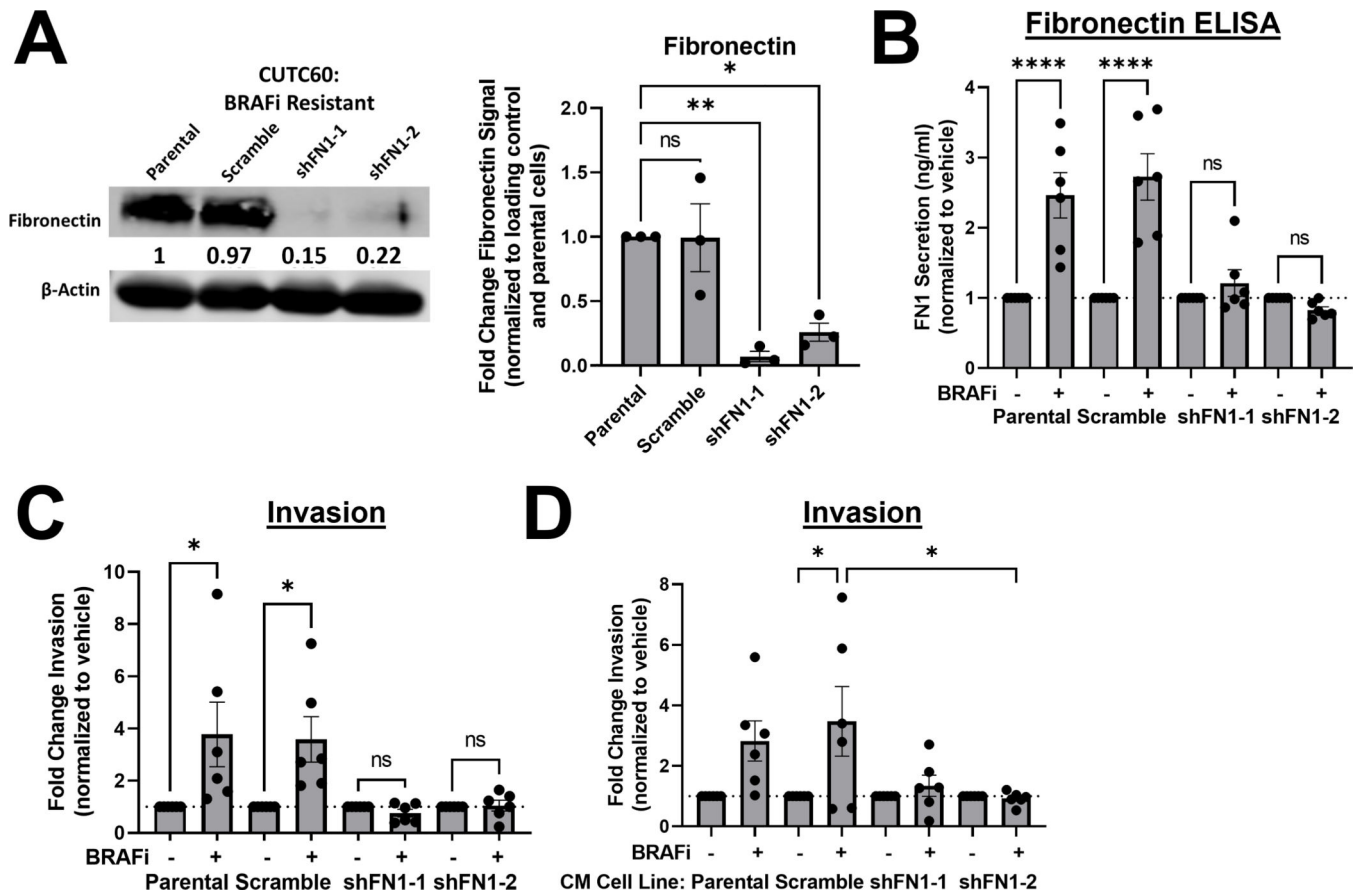 A
CUTC60:
BRAFi Resistant
Parental
Scramble
shFN1-1
shFN1-2
Fibronectin
1 0.97 0.15 0.22
β-Actin
Fibronectin
Fold Change Fibronectin Signal
(normalized to loading control
and parental cells)
2.0
1.5
1.0
0.5
0.0
*
**
ns
Parental
Scramble
shFN1-1
shFN1-2
B
Fibronectin ELISA
FN1 Secretion (ng/ml)
(normalized to vehicle)
4
3
2
1
0
**** ****
ns
ns
BRAFi - + - + - + - +
Parental Scramble shFN1-1 shFN1-2
C
Invasion
Fold Change Invasion
(normalized to vehicle)
10
8
6
4
2
0
*
*
ns
ns
BRAFi - + - + - + - +
Parental Scramble shFN1-1 shFN1-2
D
Invasion
Fold Change Invasion
(normalized to vehicle)
8
6
4
2
0
* *
BRAFi - + - + - + - +
CM Cell Line: Parental Scramble shFN1-1 shFN1-2